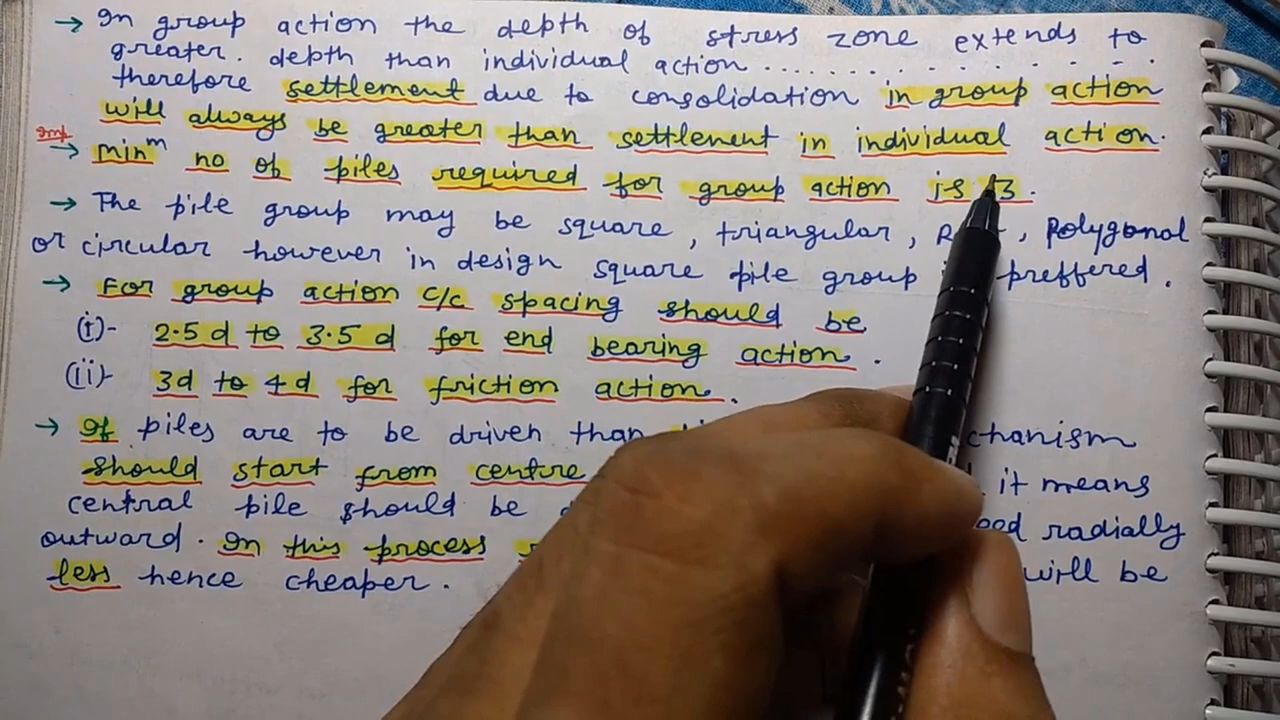 → In group action the depth of stress zone extends to
greater. depth than individual action ..............
therefore settlement due to consolidation in group action
will always be greater than settlement in individual action.
Imp → minᵐ no of piles required for group action is 3.
→ The pile group may be square, triangular, , Polygonal
or circular however in design square pile group preffered.
→ For group action c/c spacing should be
(i)- 2.5 d to 3.5 d for end bearing action.
(ii)- 3d to 4d for friction action.
→ If piles are to be driven than chanism
should start from centre it means
central pile should be radially
outward. In this process will be
less hence cheaper.